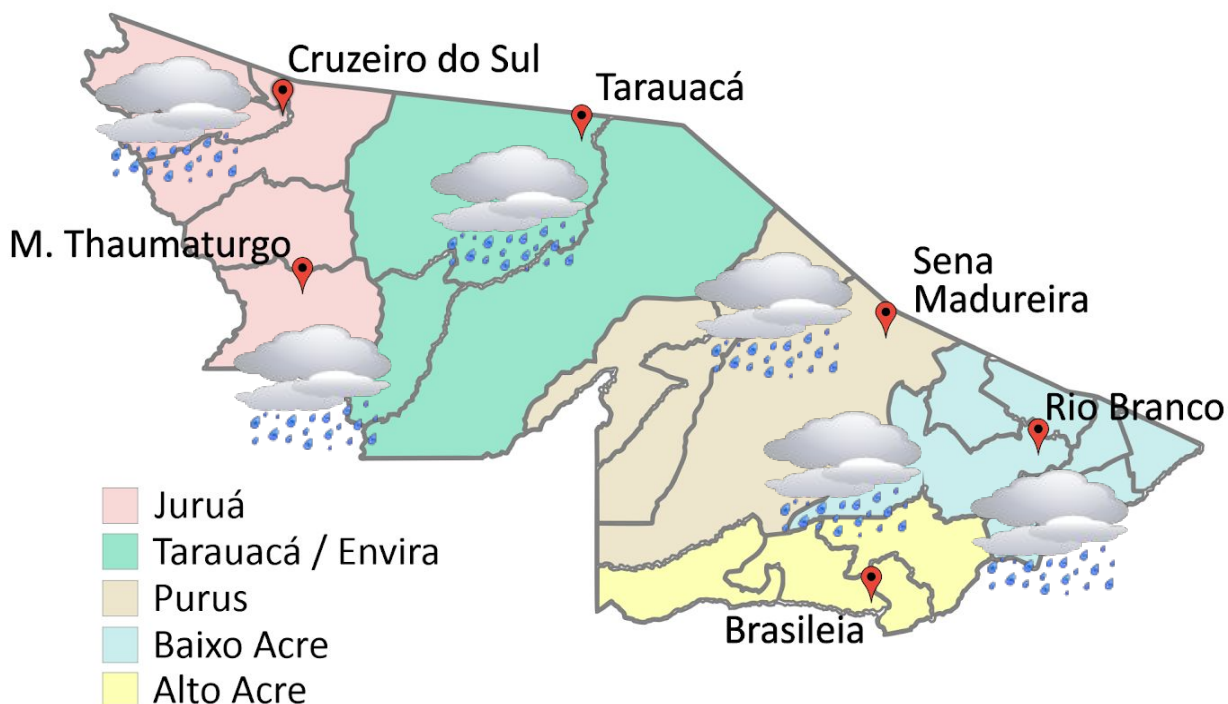 Cruzeiro do Sul
Tarauacá
M. Thaumaturgo
Sena
Madureira
Rio Branco
Brasileia
Juruá
Tarauacá / Envira
Purus
Baixo Acre
Alto Acre